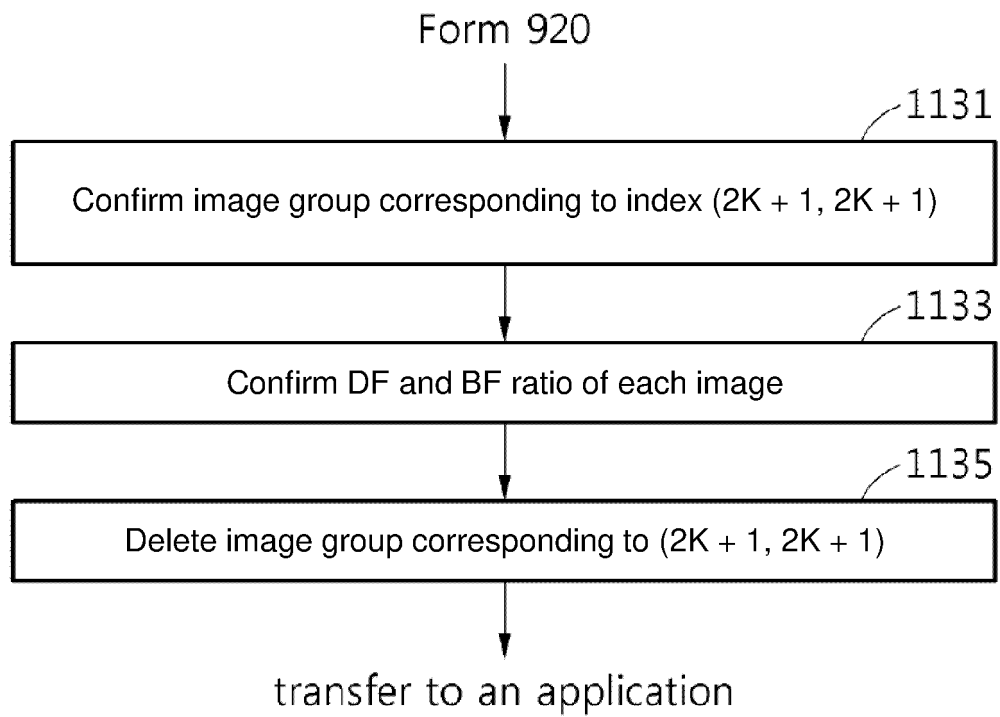 Form 920
1131
Confirm image group corresponding to index (2K + 1, 2K + 1)
1133
Confirm DF and BF ratio of each image
1135
Delete image group corresponding to (2K + 1, 2K + 1)
transfer to an application